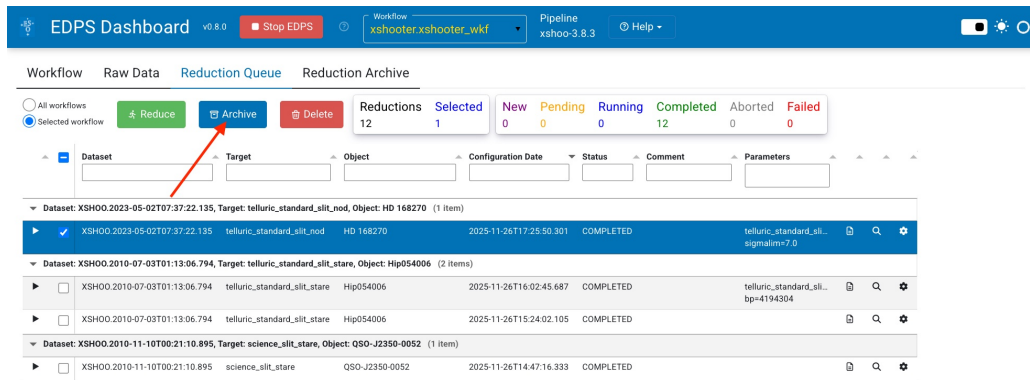 EDPS Dashboard v0.8.0 Stop EDPS Workflow xshooter.xshooter_wkf Pipeline xshoo-3.8.3 Help
Workflow Raw Data Reduction Queue Reduction Archive
All workflows
Selected workflow
Reduce Archive Delete
Reductions Selected New Pending Running Completed Aborted Failed
12 1 0 0 0 12 0 0
Dataset Target Object Configuration Date Status Comment Parameters
Dataset: XSHOO.2023-05-02T07:37:22.135, Target: telluric_standard_slit_nod, Object: HD 168270 (1 item)
XSHOO.2023-05-02T07:37:22.135 telluric_standard_slit_nod HD 168270 2025-11-26T17:25:50.301 COMPLETED telluric_standard_sli...
sigmalim=7.0
Dataset: XSHOO.2010-07-03T01:13:06.794, Target: telluric_standard_slit_stare, Object: Hip054006 (2 items)
XSHOO.2010-07-03T01:13:06.794 telluric_standard_slit_stare Hip054006 2025-11-26T16:02:45.687 COMPLETED telluric_standard_sli...
bp=4194304
XSHOO.2010-07-03T01:13:06.794 telluric_standard_slit_stare Hip054006 2025-11-26T15:24:02.105 COMPLETED
Dataset: XSHOO.2010-11-10T00:21:10.895, Target: science_slit_stare, Object: QSO-J2350-0052 (1 item)
XSHOO.2010-11-10T00:21:10.895 science_slit_stare QSO-J2350-0052 2025-11-26T14:47:16.333 COMPLETED